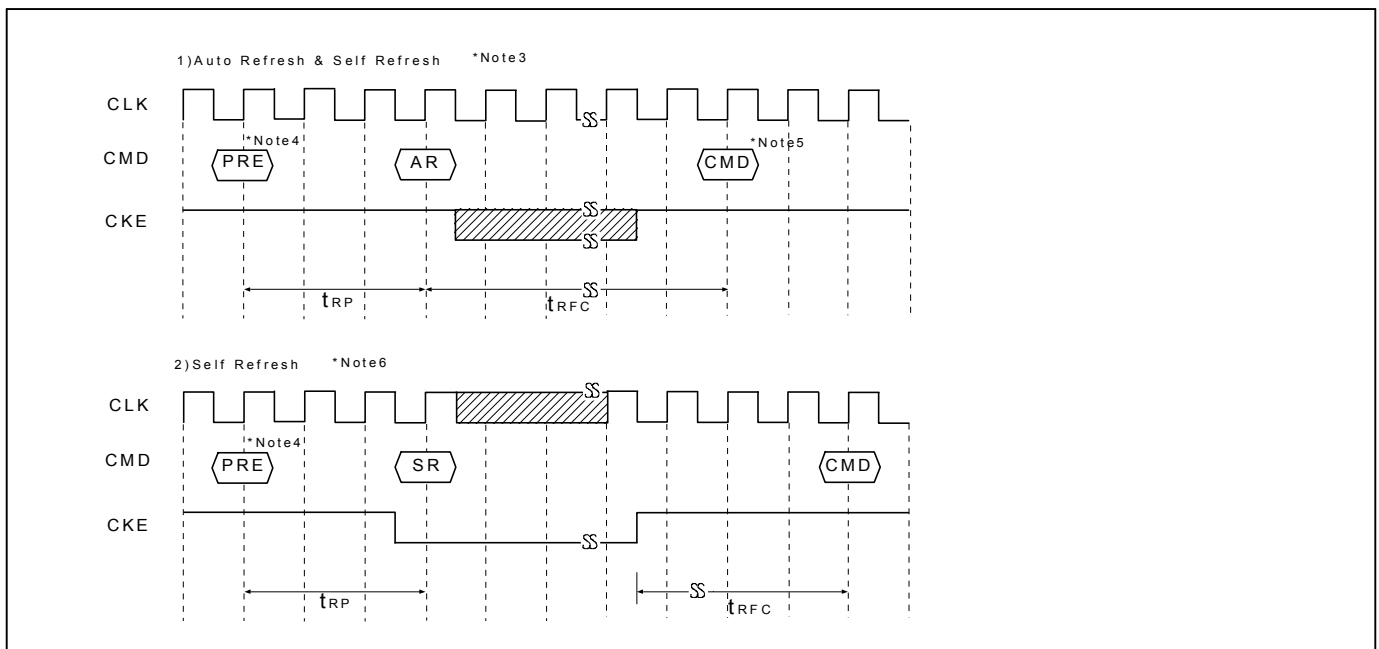 1)Auto Refresh & Self Refresh *Note3
CLK
CMD PRE *Note4 AR CMD *Note5
CKE
tRP tRFC
2)Self Refresh *Note6
CLK
CMD PRE *Note4 SR CMD
CKE
tRP tRFC